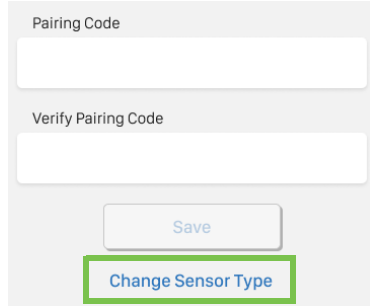 Pairing Code
Verify Pairing Code
Save
Change Sensor Type